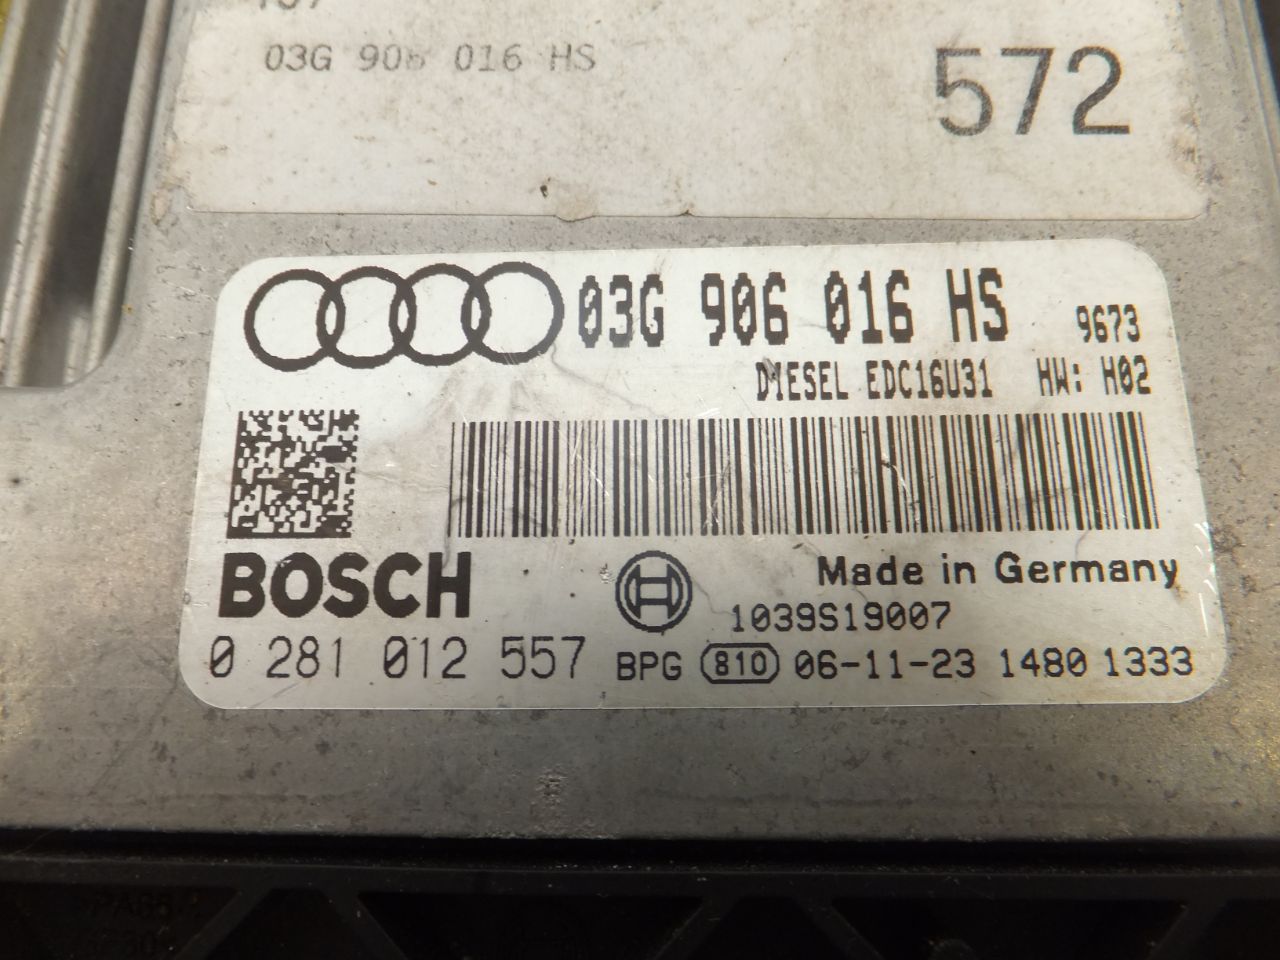 03G 906 016 HS
572
03G 906 016 HS
9673
DIESEL EDC16U31 HW: H02
BOSCH
Made in Germany
1039S19007
0 281 012 557
BPG 810 06-11-23 1480 1333